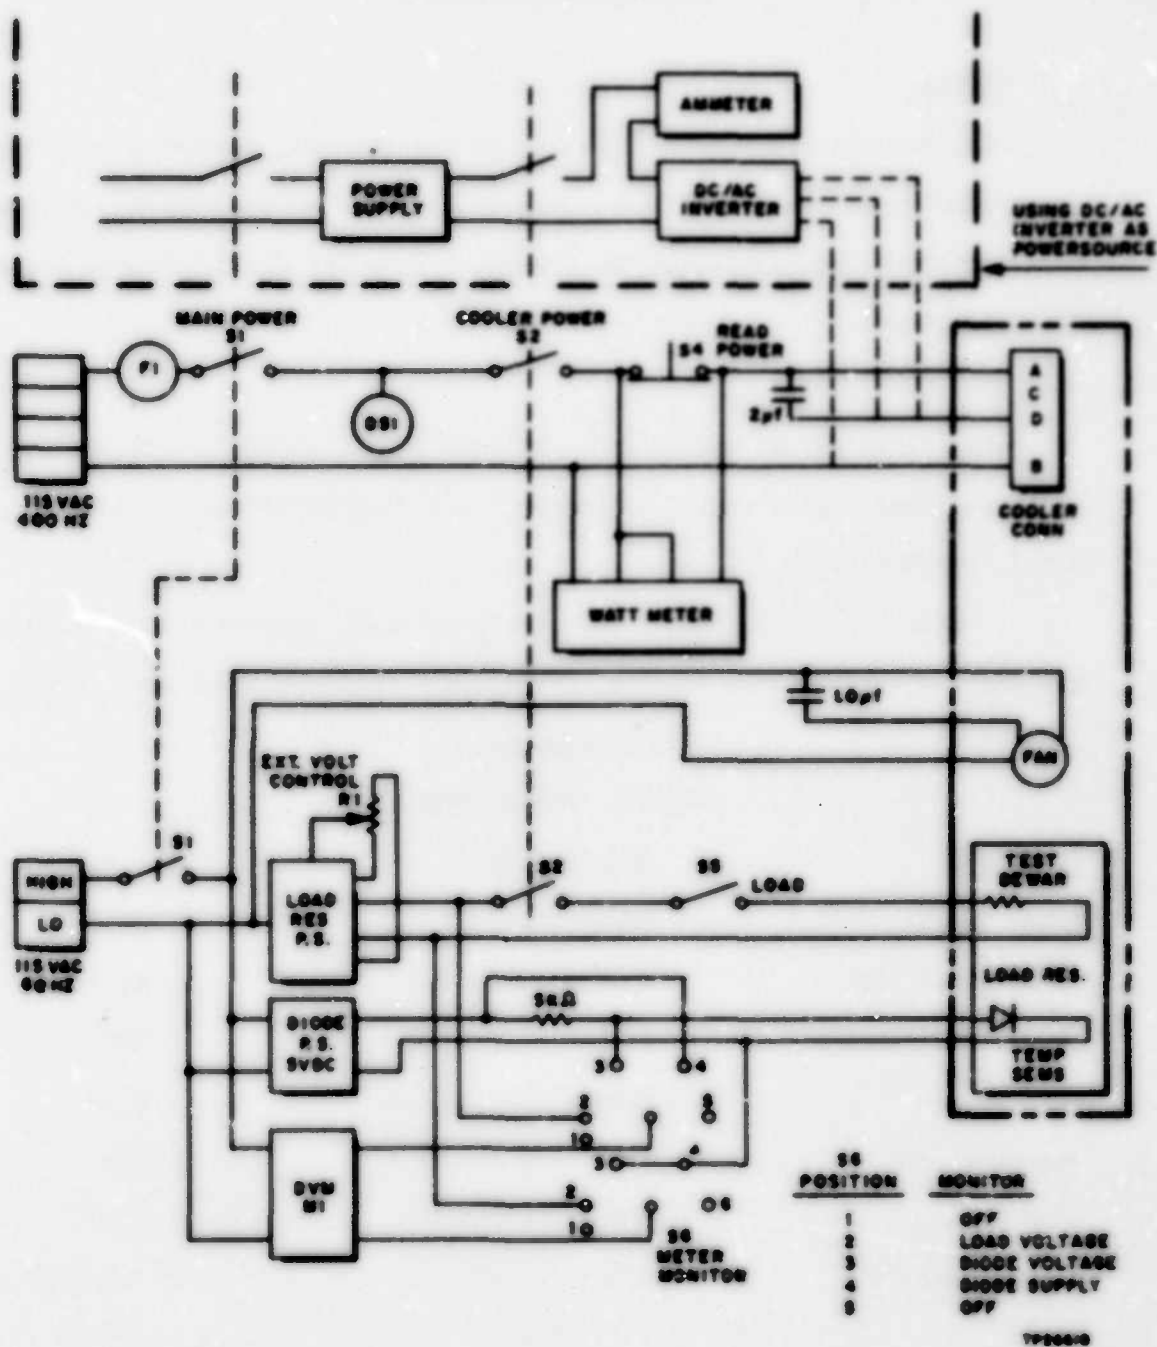 AMMETER
POWER
SUPPLY
DC/AC
INVERTER
USING DC/AC
INVERTER AS
POWERSOURCE
MAIN POWER
S1
COOLER POWER
S2
READ
S4 POWER
F1
DS1
2µf
A
C
D
B
115 VAC
400 HZ
COOLER
CONN
WATT METER
1.0µf
FAN
EXT. VOLT
CONTROL
R1
S1
HIGH
LO
115 VAC
60 HZ
LOAD
RES
P.S.
S2
S5
LOAD
TEST
DEWAR
LOAD RES.
5KΩ
DIODE
P.S.
5VDC
TEMP
SENS
3
4
2
5
1
3
4
DVM
M1
2
1
S6
METER
MONITOR
S6
POSITION
MONITOR
1 OFF
2 LOAD VOLTAGE
3 DIODE VOLTAGE
4 DIODE SUPPLY
5 OFF